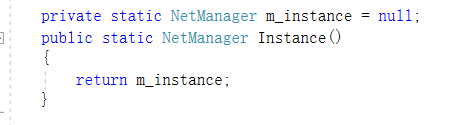 private static NetManager m_instance = null;
public static NetManager Instance()
{
return m_instance;
}